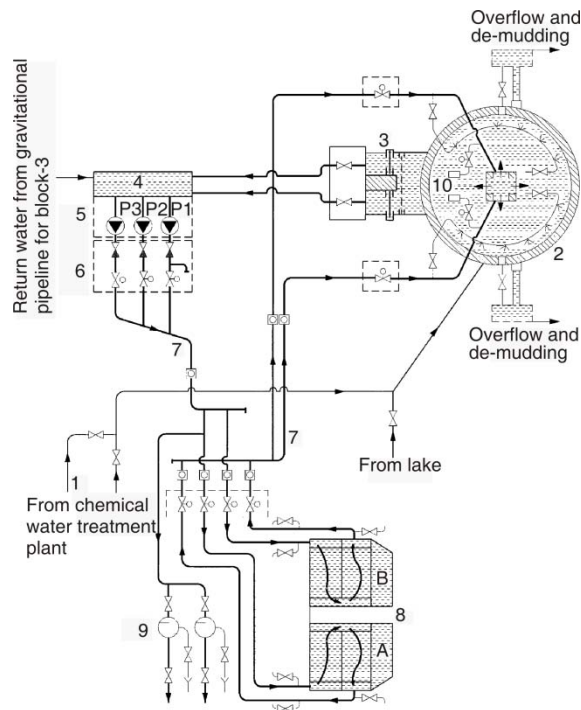 Overflow and
de-mudding
3
4
10
Return water from gravitational
pipeline for block-3
5
P3 P2 P1
2
6
Overflow and
de-mudding
7
7
1
From lake
From chemical
water treatment
plant
B
8
9
A